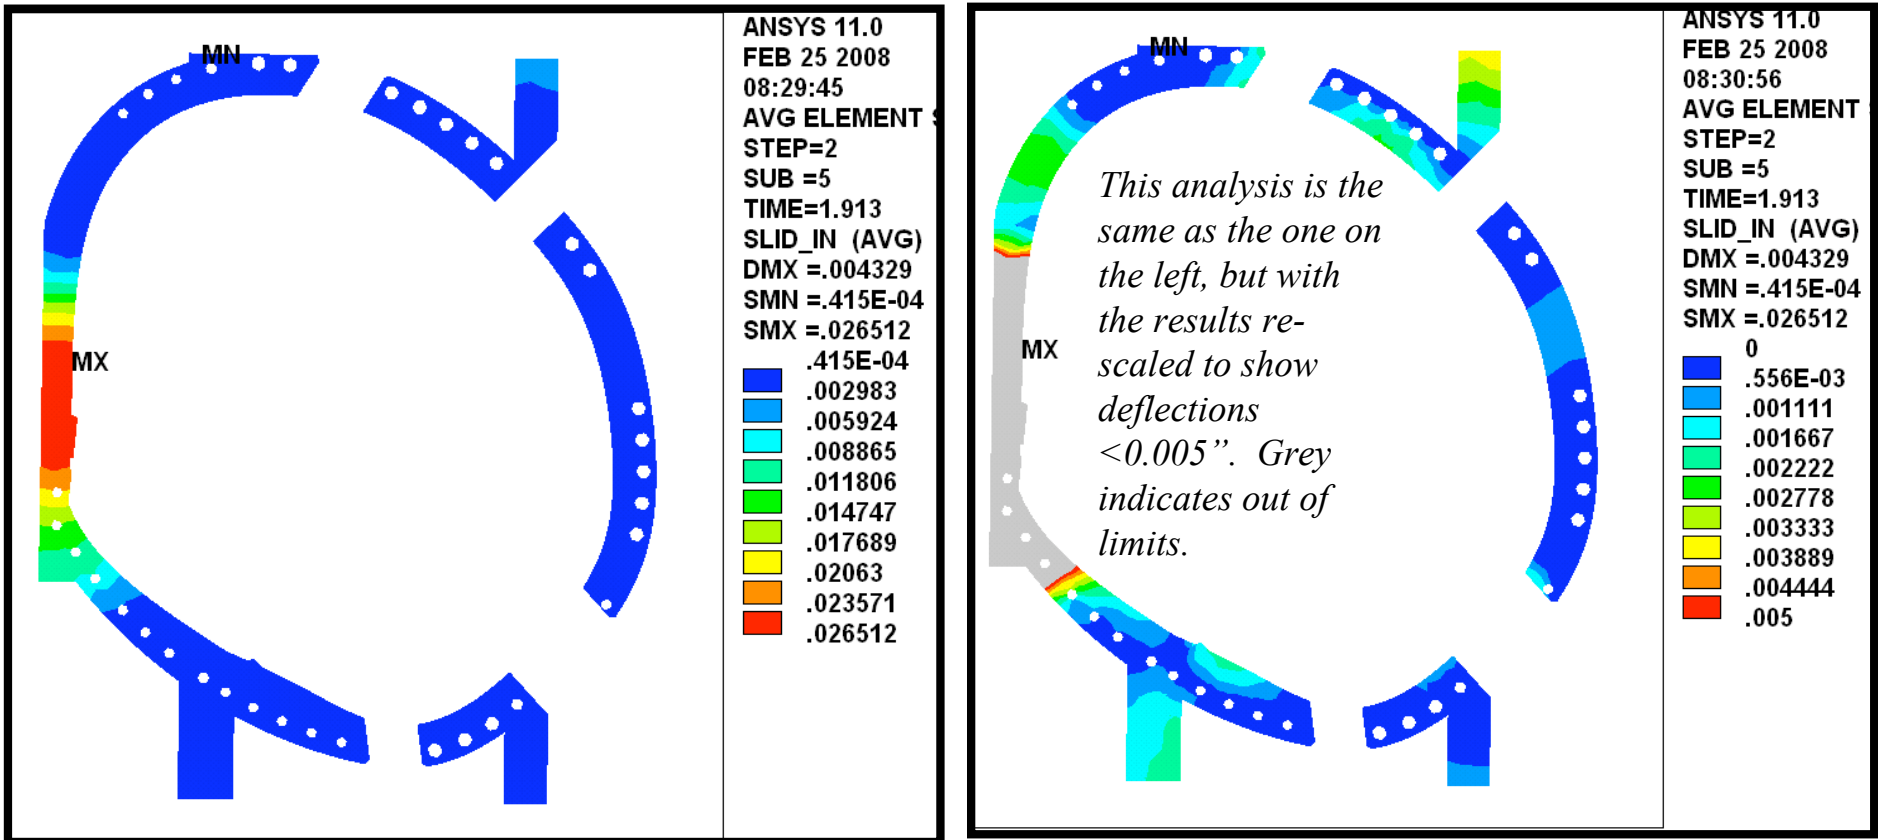 MN
MX
ANSYS 11.0
FEB 25 2008
08:29:45
AVG ELEMENT
STEP=2
SUB =5
TIME=1.913
SLID_IN (AVG)
DMX =.004329
SMN =.415E-04
SMX =.026512
.415E-04
.002983
.005924
.008865
.011806
.014747
.017689
.02063
.023571
.026512
MN
MX
This analysis is the
same as the one on
the left, but with
the results re-
scaled to show
deflections
<0.005”. Grey
indicates out of
limits.
ANSYS 11.0
FEB 25 2008
08:30:56
AVG ELEMENT
STEP=2
SUB =5
TIME=1.913
SLID_IN (AVG)
DMX =.004329
SMN =.415E-04
SMX =.026512
0
.556E-03
.001111
.001667
.002222
.002778
.003333
.003889
.004444
.005